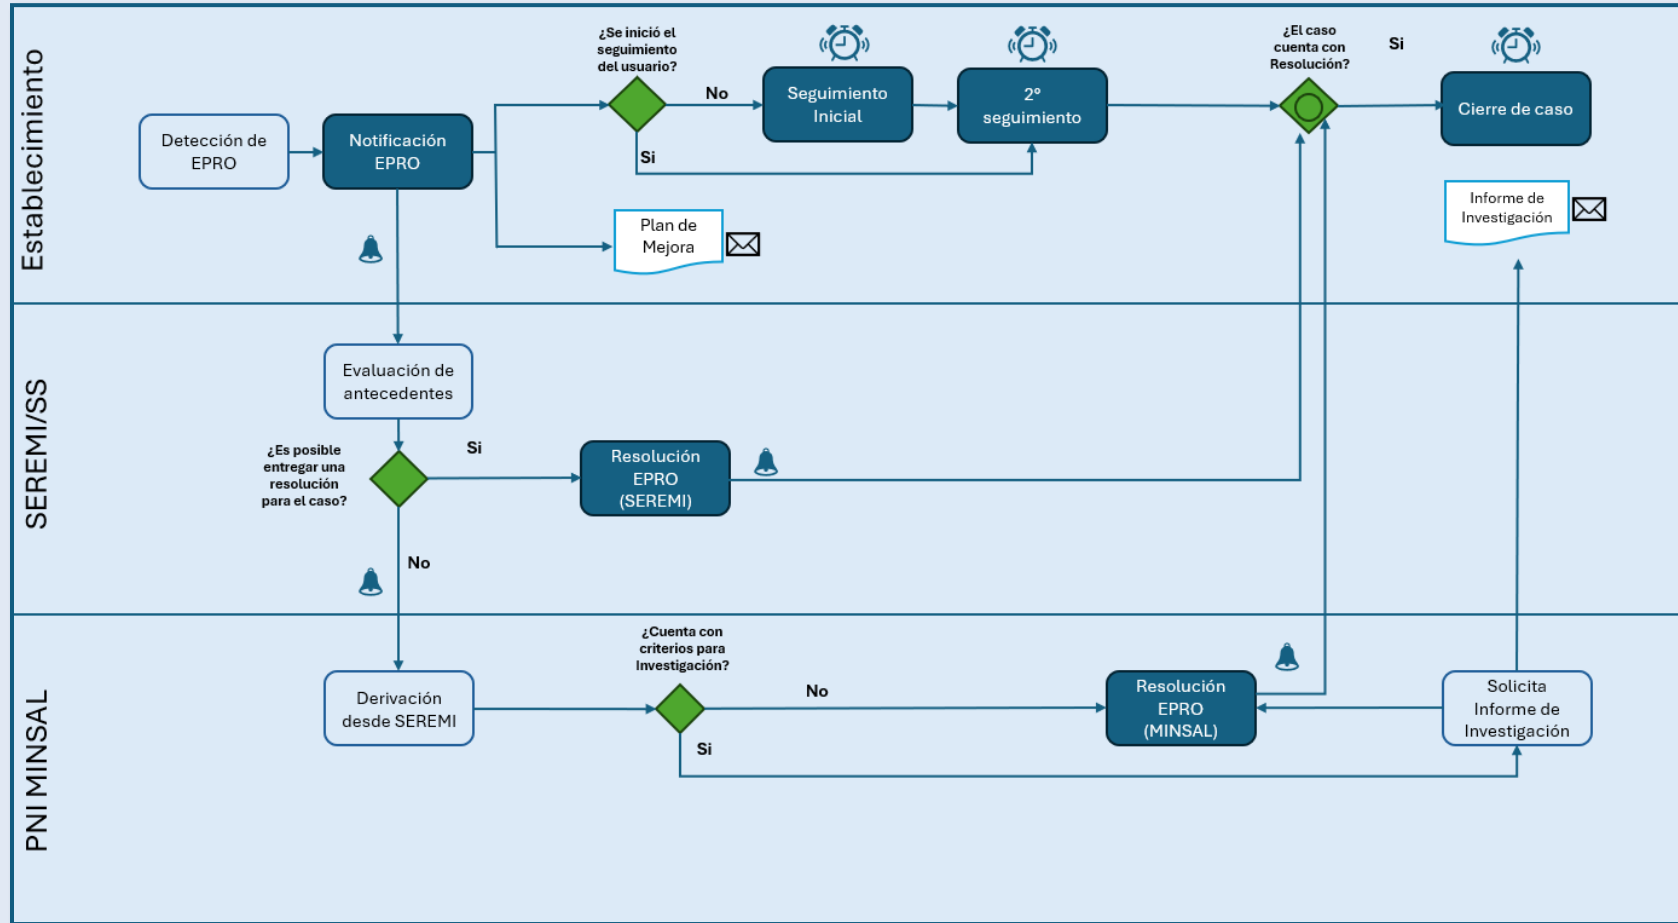 Establecimiento
¿Se inició el
seguimiento
del usuario?
¿El caso
cuenta con
Resolución?
Si
Detección de
EPRO
Notificación
EPRO
No
Seguimiento
Inicial
2°
seguimiento
Cierre de caso
Si
Plan de
Mejora
Informe de
Investigación
SEREMI/SS
Evaluación de
antecedentes
¿Es posible
entregar una
resolución
para el caso?
Si
Resolución
EPRO
(SEREMI)
No
PNI MINSAL
¿Cuenta con
criterios para
Investigación?
Derivación
desde SEREMI
No
Si
Resolución
EPRO
(MINSAL)
Solicita
Informe de
Investigación